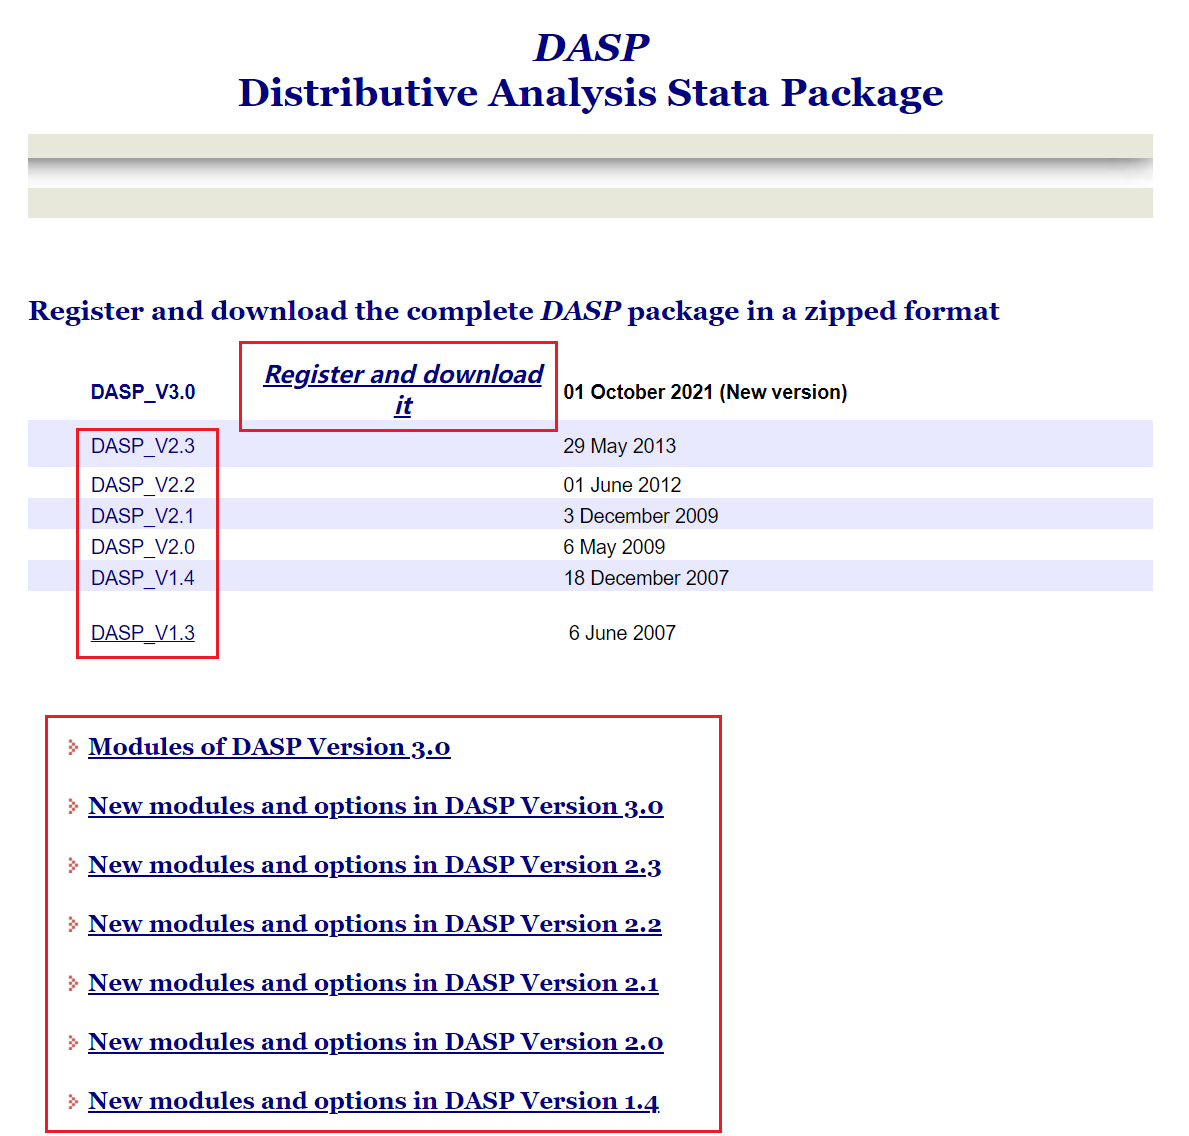 DASP
Distributive Analysis Stata Package
Register and download the complete DASP package in a zipped format
DASP_V3.0 Register and download it 01 October 2021 (New version)
DASP_V2.3 29 May 2013
DASP_V2.2 01 June 2012
DASP_V2.1 3 December 2009
DASP_V2.0 6 May 2009
DASP_V1.4 18 December 2007
DASP_V1.3 6 June 2007
Modules of DASP Version 3.0
New modules and options in DASP Version 3.0
New modules and options in DASP Version 2.3
New modules and options in DASP Version 2.2
New modules and options in DASP Version 2.1
New modules and options in DASP Version 2.0
New modules and options in DASP Version 1.4